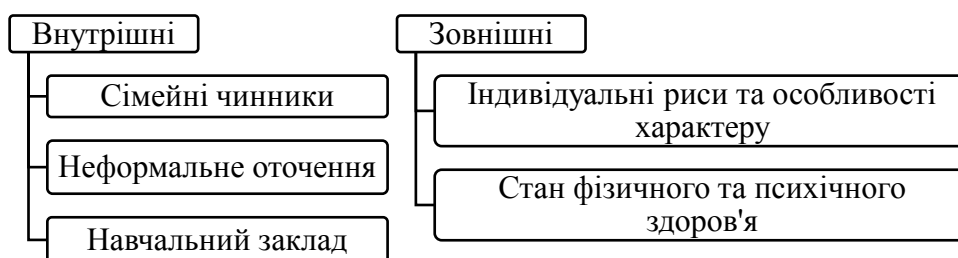 Внутрішні
Сімейні чинники
Неформальне оточення
Навчальний заклад
Зовнішні
Індивідуальні риси та особливості
характеру
Стан фізичного та психічного
здоров'я